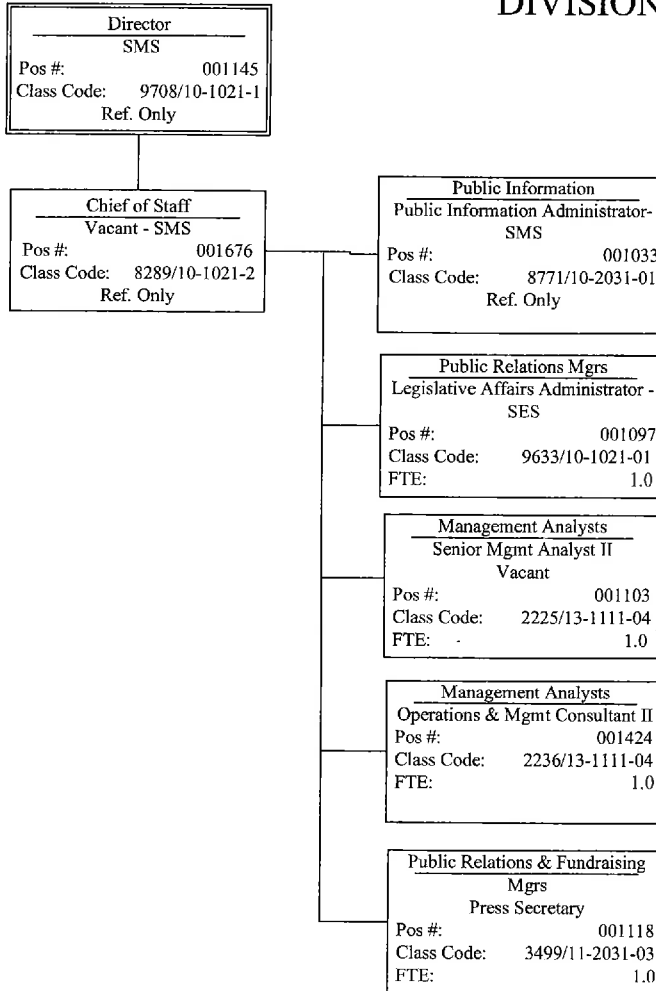 DIVISION
Director
SMS
Pos #: 001145
Class Code: 9708/10-1021-1
Ref. Only
Chief of Staff
Vacant - SMS
Pos #: 001676
Class Code: 8289/10-1021-2
Ref. Only
Public Information
Public Information Administrator-
SMS
Pos #: 001033
Class Code: 8771/10-2031-01
Ref. Only
Public Relations Mgrs
Legislative Affairs Administrator -
SES
Pos #: 001097
Class Code: 9633/10-1021-01
FTE: 1.0
Management Analysts
Senior Mgmt Analyst II
Vacant
Pos #: 001103
Class Code: 2225/13-1111-04
FTE: - 1.0
Management Analysts
Operations & Mgmt Consultant II
Pos #: 001424
Class Code: 2236/13-1111-04
FTE: 1.0
Public Relations & Fundraising
Mgrs
Press Secretary
Pos #: 001118
Class Code: 3499/11-2031-03
FTE: 1.0